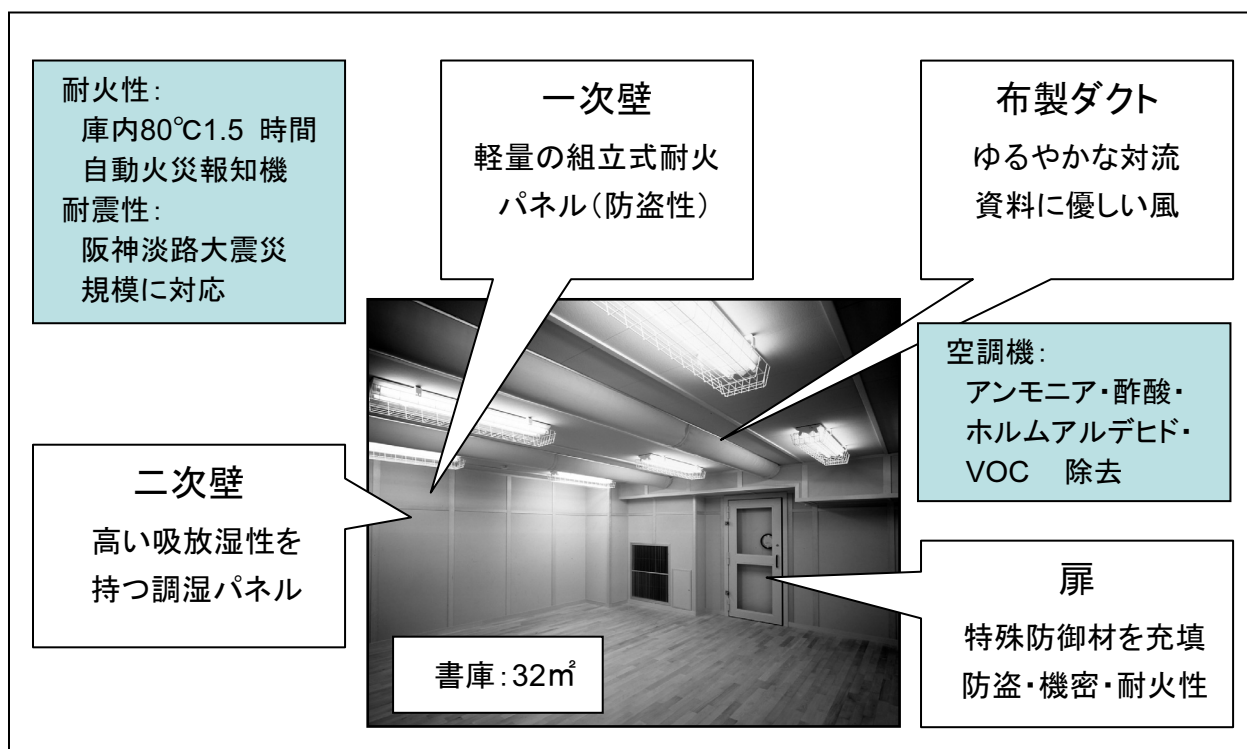 耐火性:
庫内80℃1.5 時間
自動火災報知機
耐震性:
阪神淡路大震災
規模に対応
一次壁
軽量の組立式耐火
パネル(防盗性)
布製ダクト
ゆるやかな対流
資料に優しい風
空調機:
アンモニア・酢酸・
ホルムアルデヒド・
VOC 除去
二次壁
高い吸放湿性を
持つ調湿パネル
扉
特殊防御材を充填
防盗・機密・耐火性
書庫:32㎡